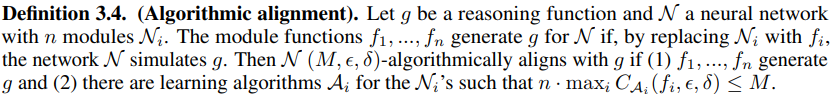 Definition 3.4. (Algorithmic alignment). Let g be a reasoning function and 𝒩 a neural network
with n modules 𝒩ᵢ. The module functions f₁, ..., fₙ generate g for 𝒩 if, by replacing 𝒩ᵢ with fᵢ,
the network 𝒩 simulates g. Then 𝒩 (M, ϵ, δ)-algorithmically aligns with g if (1) f₁, ..., fₙ generate
g and (2) there are learning algorithms 𝒜ᵢ for the 𝒩ᵢ's such that n · maxᵢ C_𝒜ᵢ(fᵢ, ϵ, δ) ≤ M.